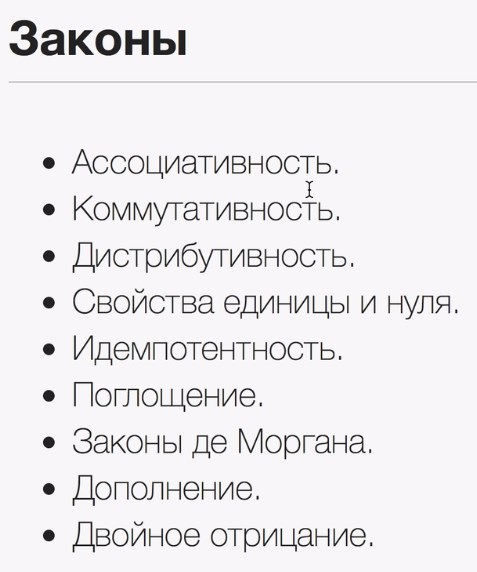 Законы
• Ассоциативность.
• Коммутативность.
• Дистрибутивность.
• Свойства единицы и нуля.
• Идемпотентность.
• Поглощение.
• Законы де Моргана.
• Дополнение.
• Двойное отрицание.